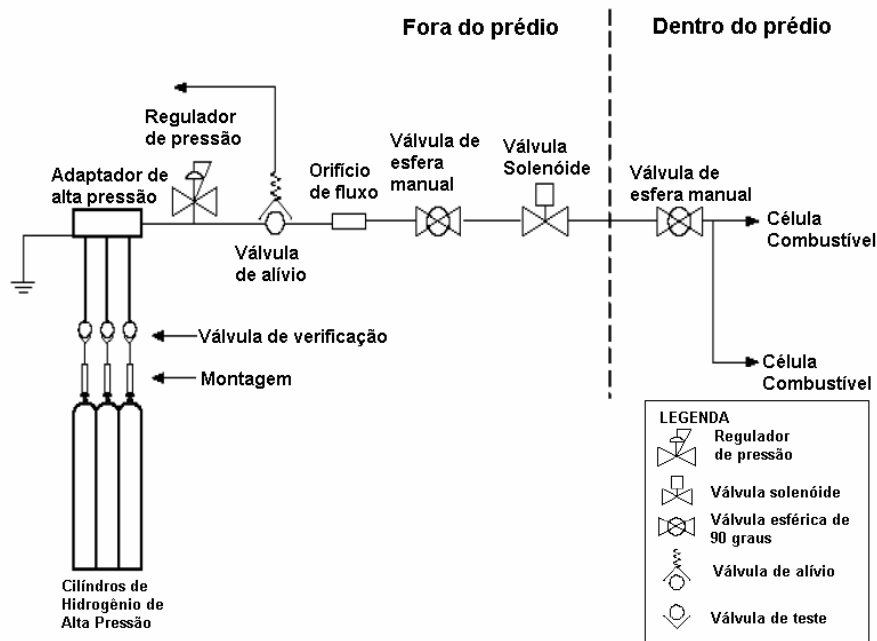 Fora do prédio
Dentro do prédio
Regulador
de pressão
Adaptador de
alta pressão
Orifício
de fluxo
Válvula de
esfera
manual
Válvula
Solenóide
Válvula de
esfera manual
Válvula
de alívio
Célula
Combustível
Válvula de verificação
Montagem
Célula
Combustível
Cilíndros de
Hidrogênio de
Alta Pressão
LEGENDA
Regulador
de pressão
Válvula solenóide
Válvula esférica de
90 graus
Válvula de alívio
Válvula de teste